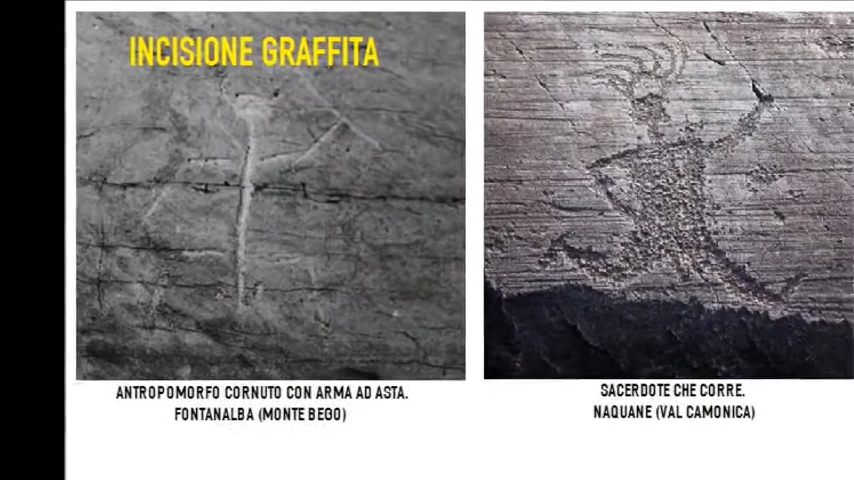 INCISIONE GRAFFITA
ANTROPOMORFO CORNUTO CON ARMA AD ASTA.
FONTANALBA (MONTE BEGO)
SACERDOTE CHE CORRE.
NAQUANE (VAL CAMONICA)